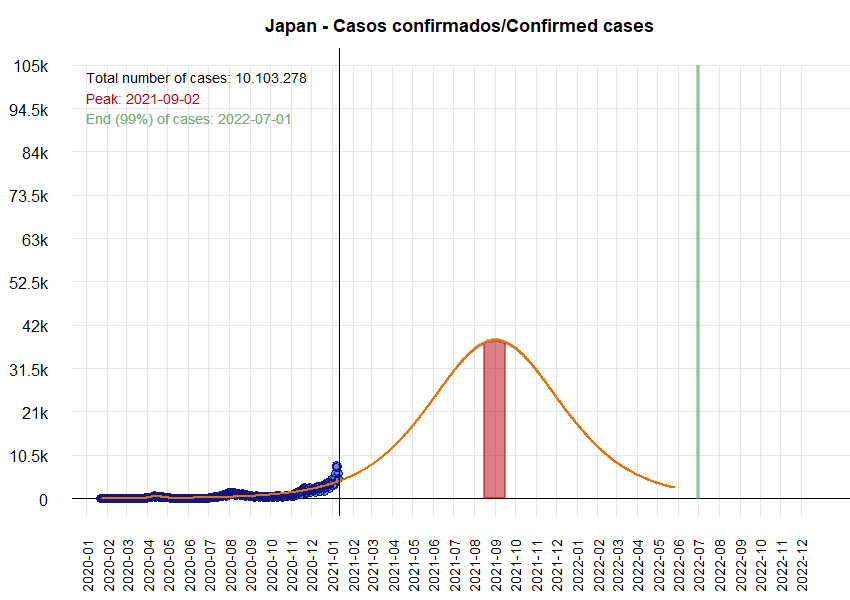 Japan - Casos confirmados/Confirmed cases
105k
94.5k
84k
73.5k
63k
52.5k
42k
31.5k
21k
10.5k
0
Total number of cases: 10.103.278
Peak: 2021-09-02
End (99%) of cases: 2022-07-01
2020-01
2020-02
2020-03
2020-04
2020-05
2020-06
2020-07
2020-08
2020-09
2020-10
2020-11
2020-12
2021-01
2021-02
2021-03
2021-04
2021-05
2021-06
2021-07
2021-08
2021-09
2021-10
2021-11
2021-12
2022-01
2022-02
2022-03
2022-04
2022-05
2022-06
2022-07
2022-08
2022-09
2022-10
2022-11
2022-12